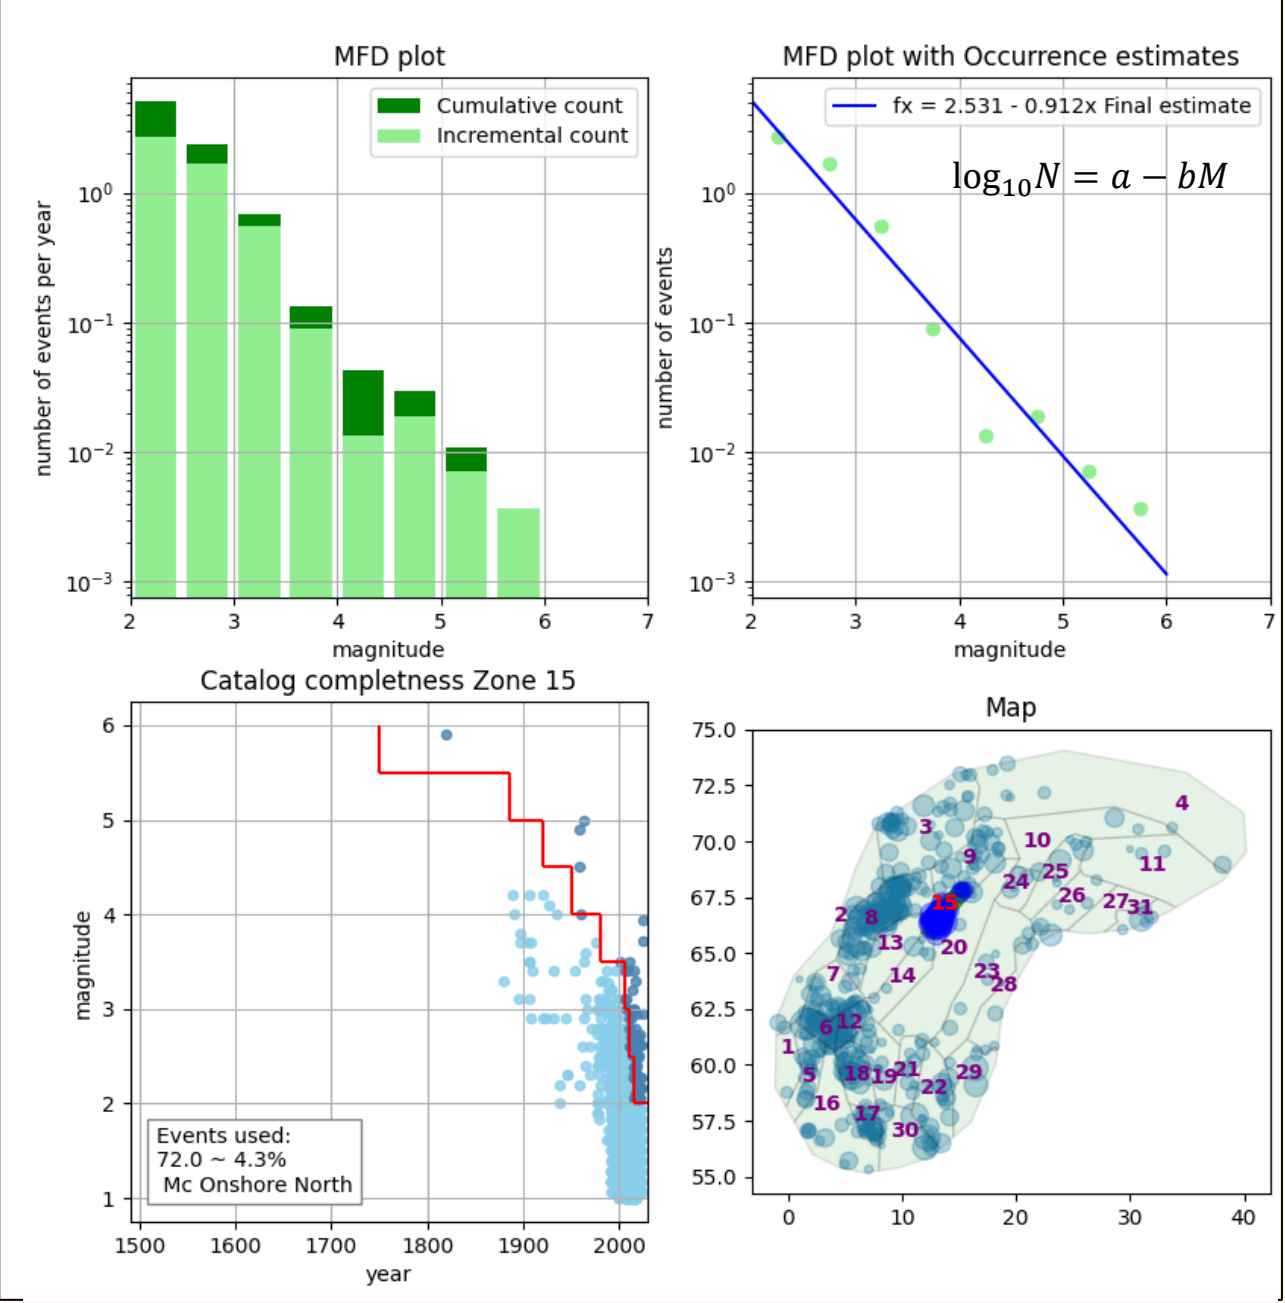 MFD plot
Cumulative count
Incremental count
10⁰
10⁻¹
10⁻²
10⁻³
number of events per year
2 3 4 5 6 7
magnitude
MFD plot with Occurrence estimates
fx = 2.531 - 0.912x Final estimate
log₁₀N = a − bM
10⁰
10⁻¹
10⁻²
10⁻³
number of events
2 3 4 5 6 7
magnitude
Catalog completness Zone 15
6
5
4
3
2
1
magnitude
Events used:
72.0 ~ 4.3%
Mc Onshore North
1500 1600 1700 1800 1900 2000
year
Map
75.0
72.5
70.0
67.5
65.0
62.5
60.0
57.5
55.0
4
3
10
9
11
25
24
26
27
15
31
2
8
13
20
7
14
23
28
6
12
1
5
18
19
21
29
22
16
17
30
0 10 20 30 40